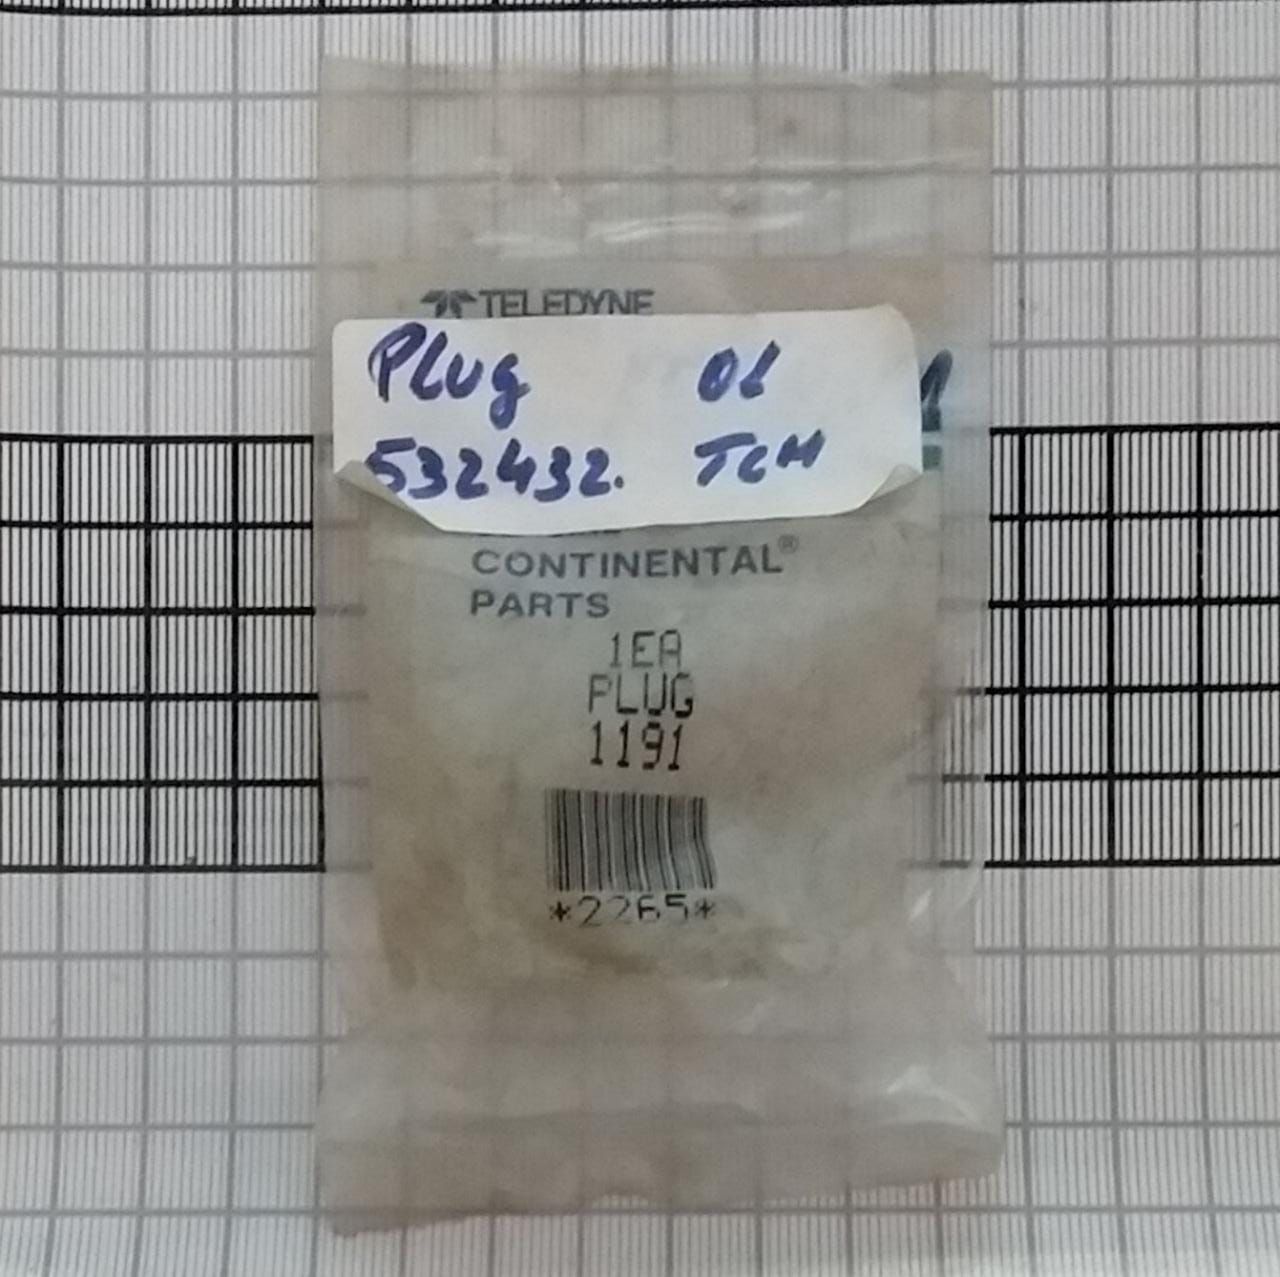 TELEDYNE
Plug 01
532432. TCM
CONTINENTAL®
PARTS
1EA
PLUG
1191
*2265*